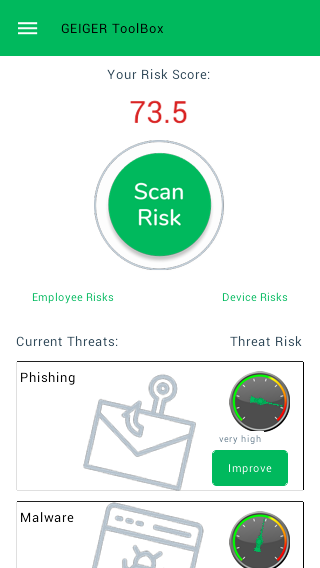 GEIGER ToolBox
Your Risk Score:
73.5
Scan
Risk
Employee Risks
Device Risks
Current Threats:
Threat Risk
Phishing
very high
Improve
Malware